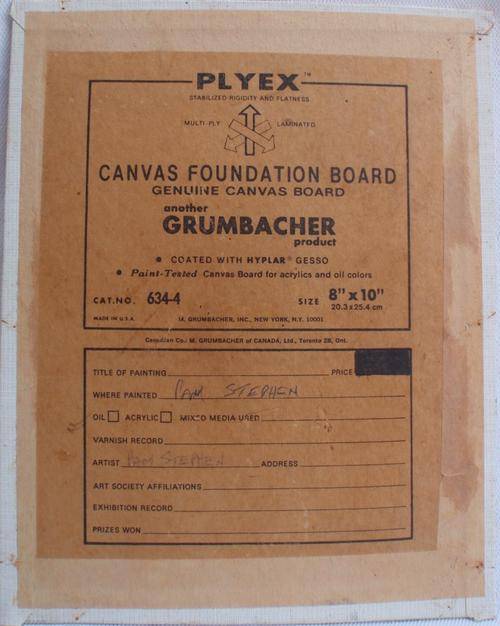 PLYEX™
STABILIZED RIGIDITY AND FLATNESS
MULTI-PLY LAMINATED
CANVAS FOUNDATION BOARD
GENUINE CANVAS BOARD
another
GRUMBACHER
product
• COATED WITH HYPLAR® GESSO
• Paint-Tested Canvas Board for acrylics and oil colors
CAT. NO. 634-4 SIZE 8" x 10"
20.3 x 25.4 cm
MADE IN U.S.A. M. GRUMBACHER, INC., NEW YORK, N.Y. 10001
Canadian Co.: M. GRUMBACHER of CANADA, Ltd., Toronto 2B, Ont.
TITLE OF PAINTING PRICE
WHERE PAINTED PAM STEPHEN
OIL ACRYLIC MIXED MEDIA USED
VARNISH RECORD
ARTIST PAM STEPHEN ADDRESS
ART SOCIETY AFFILIATIONS
EXHIBITION RECORD
PRIZES WON